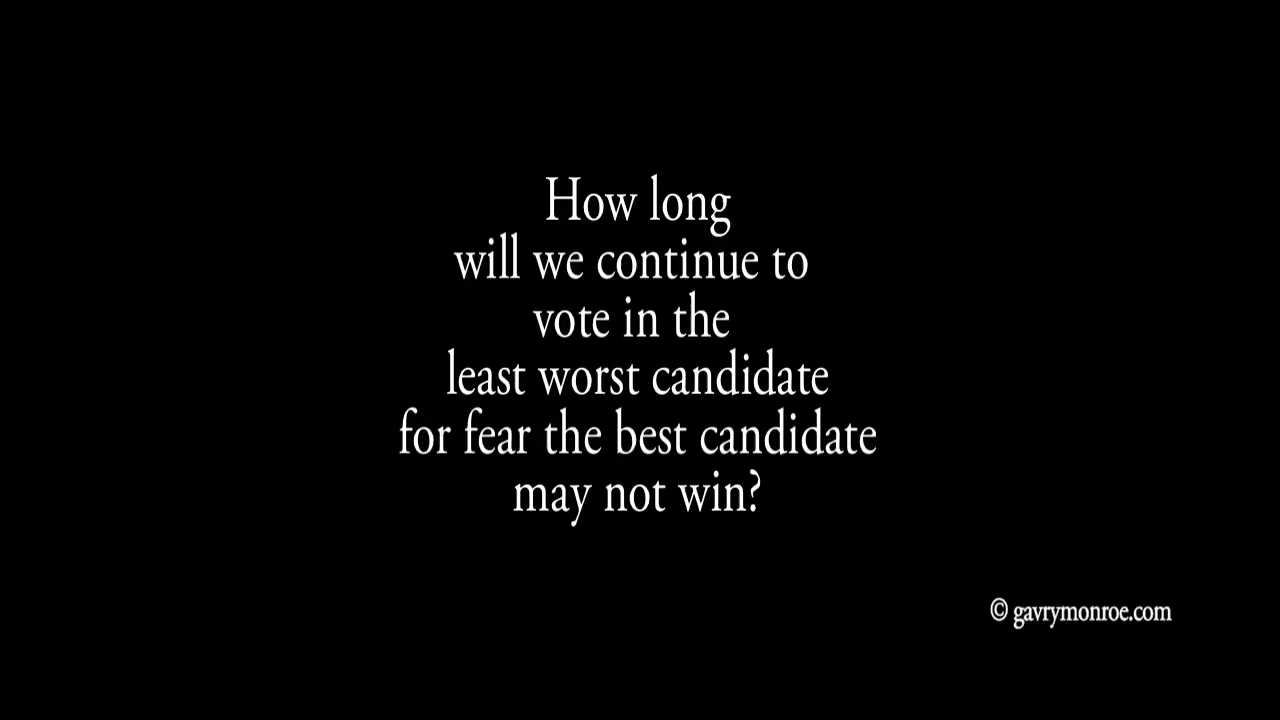 How long
will we continue to
vote in the
least worst candidate
for fear the best candidate
may not win?
© gavrymonroe.com